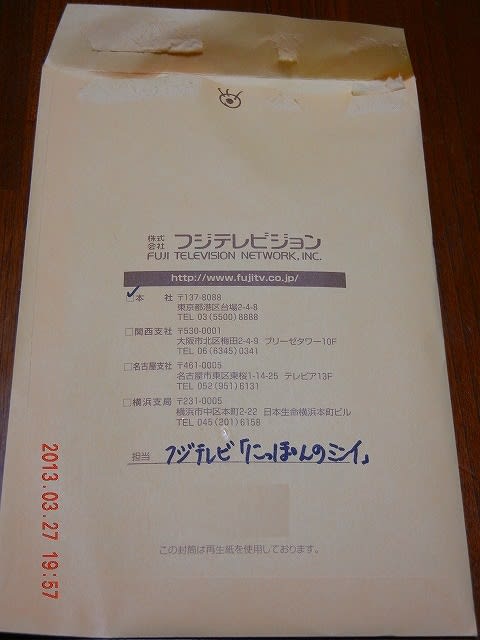 株式会社 フジテレビジョン
FUJI TELEVISION NETWORK, INC.
http://www.fujitv.co.jp/
☑本　社 〒137-8088
東京都港区台場2-4-8
TEL 03(5500)8888
□関西支社 〒530-0001
大阪市北区梅田2-4-9 ブリーゼタワー10F
TEL 06(6345)0341
□名古屋支社 〒461-0005
名古屋市東区東桜1-14-25 テレピア13F
TEL 052(951)6131
□横浜支局 〒231-0005
横浜市中区本町2-22 日本生命横浜本町ビル
TEL 045(201)6158
担当 フジテレビ「にっぽんのミンイ」
この封筒は再生紙を使用しております。
2013.03.27 19:57